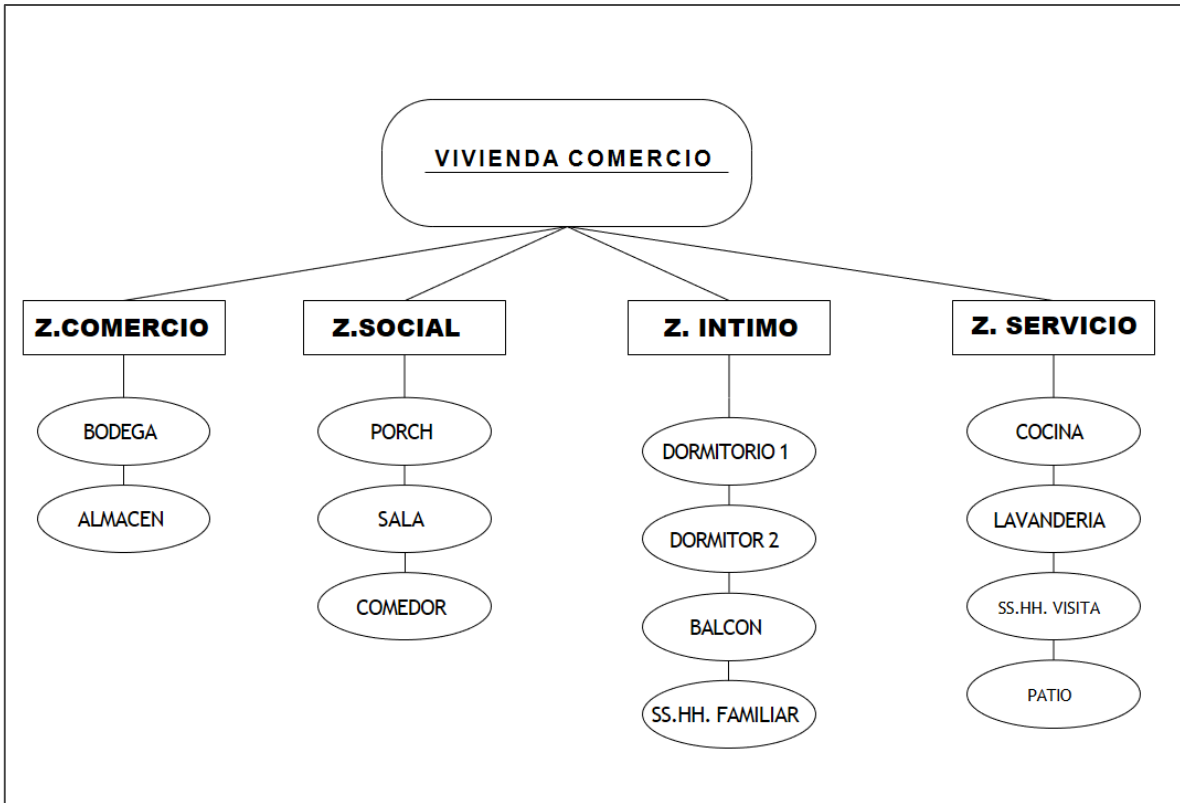 VIVIENDA COMERCIO
Z.COMERCIO
BODEGA
ALMACEN
Z.SOCIAL
PORCH
SALA
COMEDOR
Z. INTIMO
DORMITORIO 1
DORMITOR 2
BALCON
SS.HH. FAMILIAR
Z. SERVICIO
COCINA
LAVANDERIA
SS.HH. VISITA
PATIO